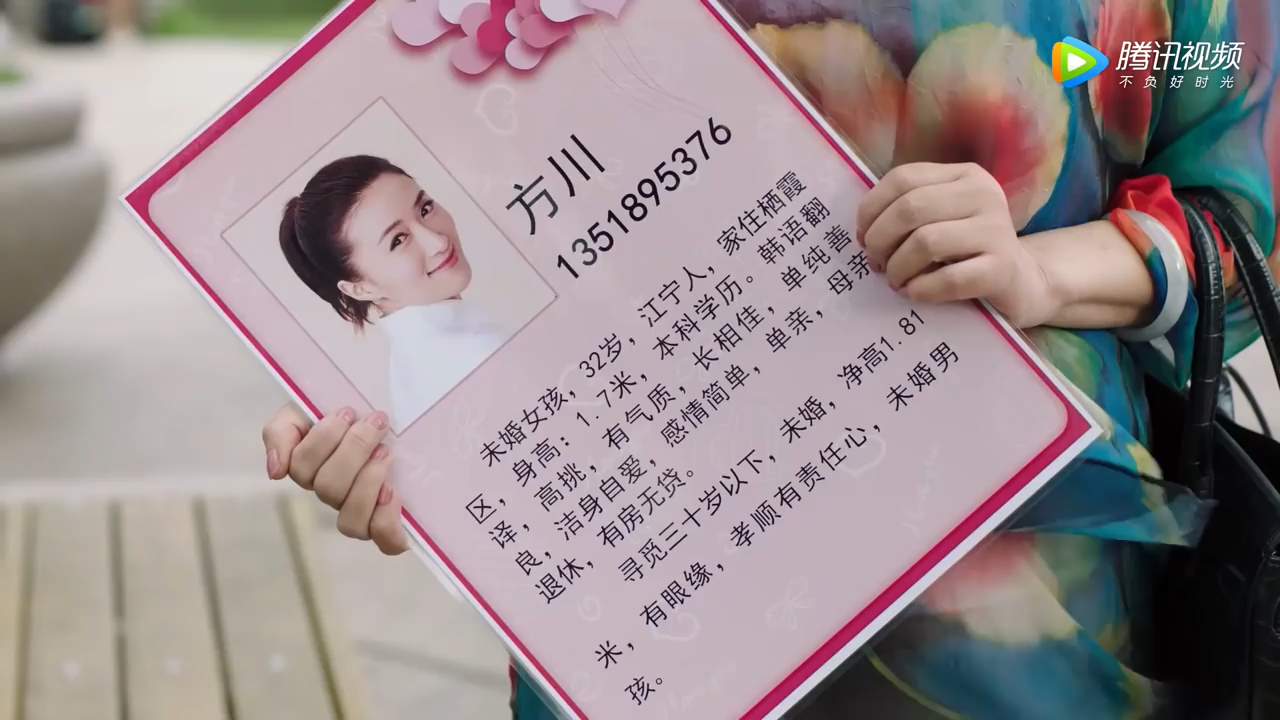 腾讯视频
不负好时光
方川
13518895376
未婚女孩，32岁，江宁人，家住栖霞
区，身高：1.7米，本科学历。韩语翻
译，高挑，有气质，长相佳，单纯善
良，洁身自爱，感情简单，单亲，母亲
退休，有房无贷。
寻觅三十岁以下，未婚，净高1.81
米，有眼缘，孝顺有责任心，未婚男
孩。